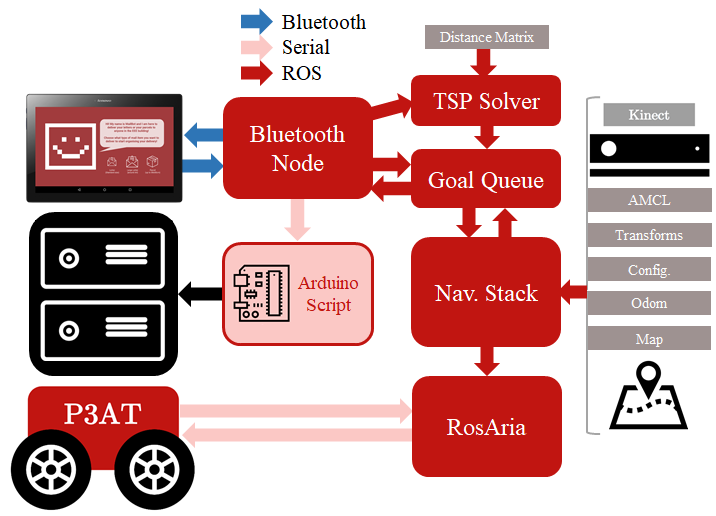 Bluetooth
Serial
ROS
Distance Matrix
TSP Solver
Bluetooth
Node
Goal Queue
Kinect
AMCL
Transforms
Config.
Odom
Map
Arduino
Script
Nav. Stack
P3AT
RosAria